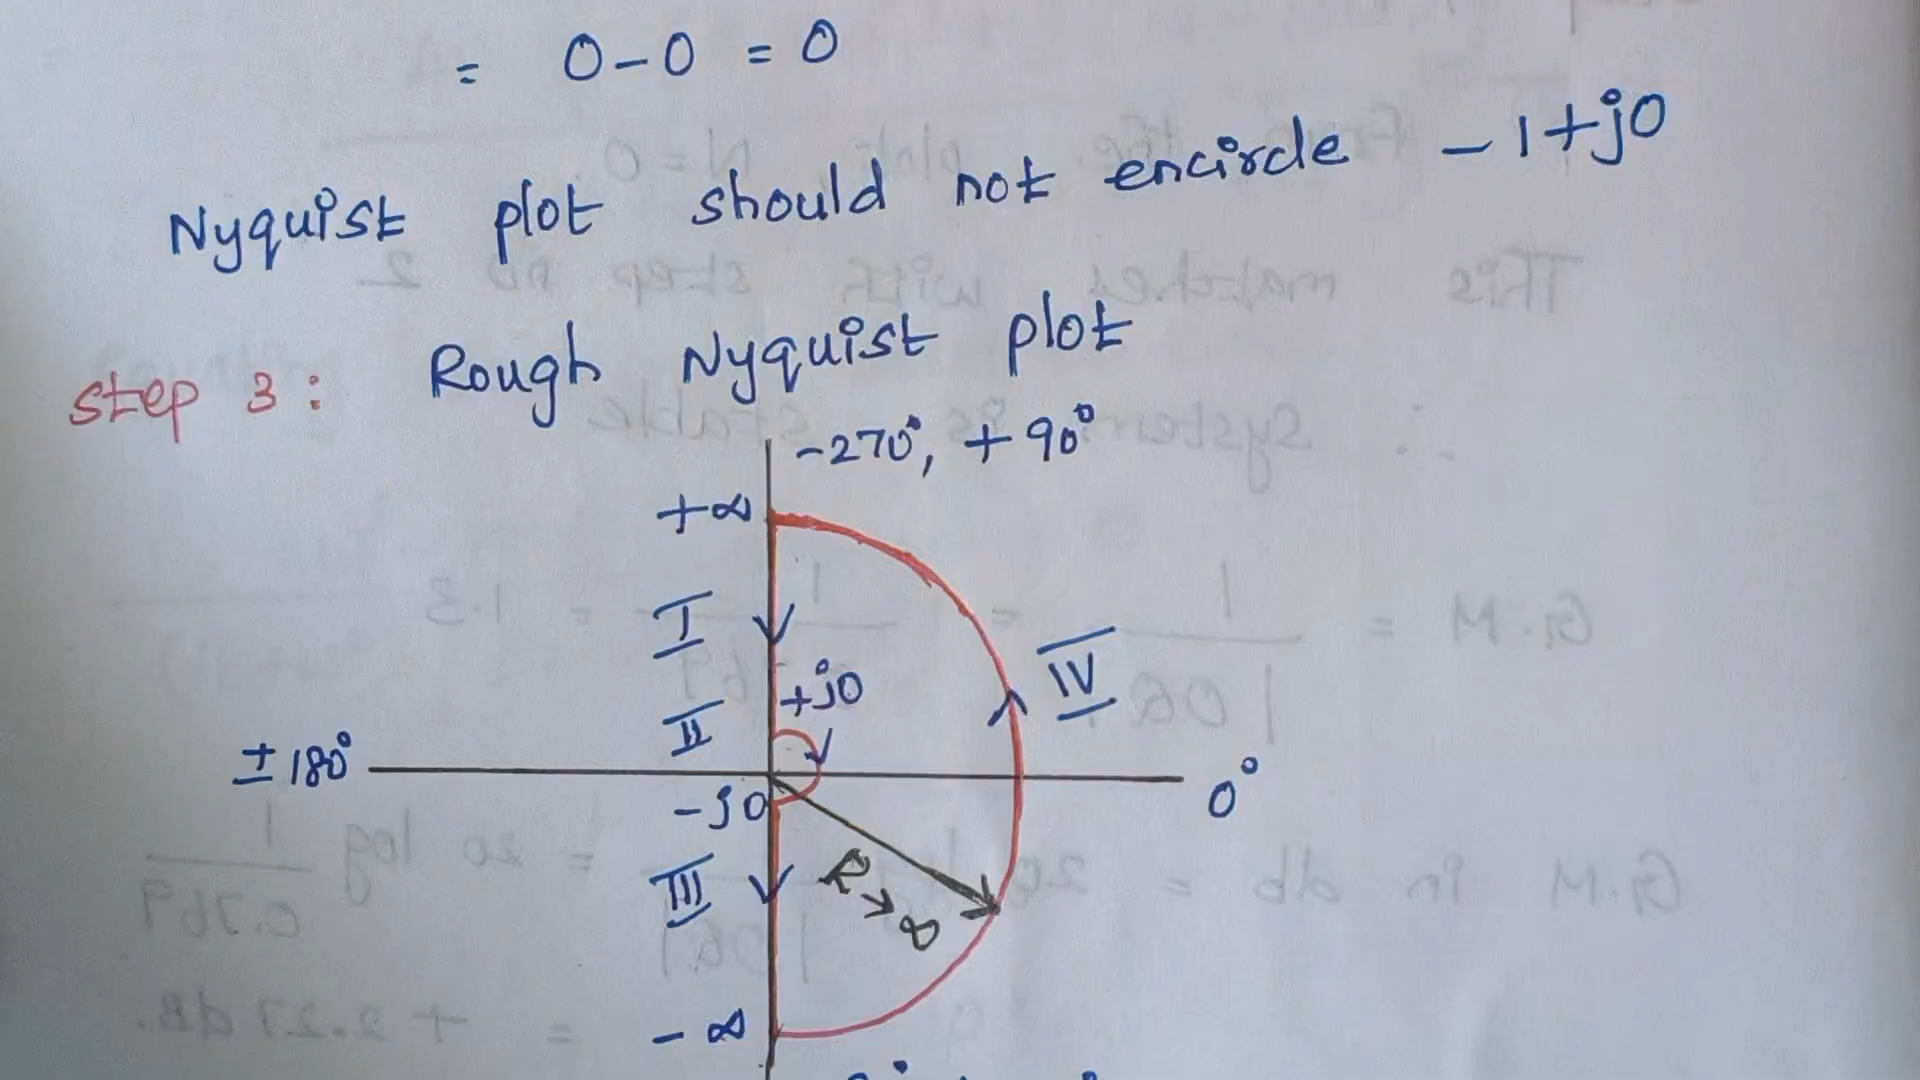 = 0-0 = 0
Nyquist plot should not encircle -1+j0
step 3: Rough Nyquist plot
-270°, +90°
+∞
I
IV
+j0
II
±180°
0°
-j0
R→∞
III
-∞